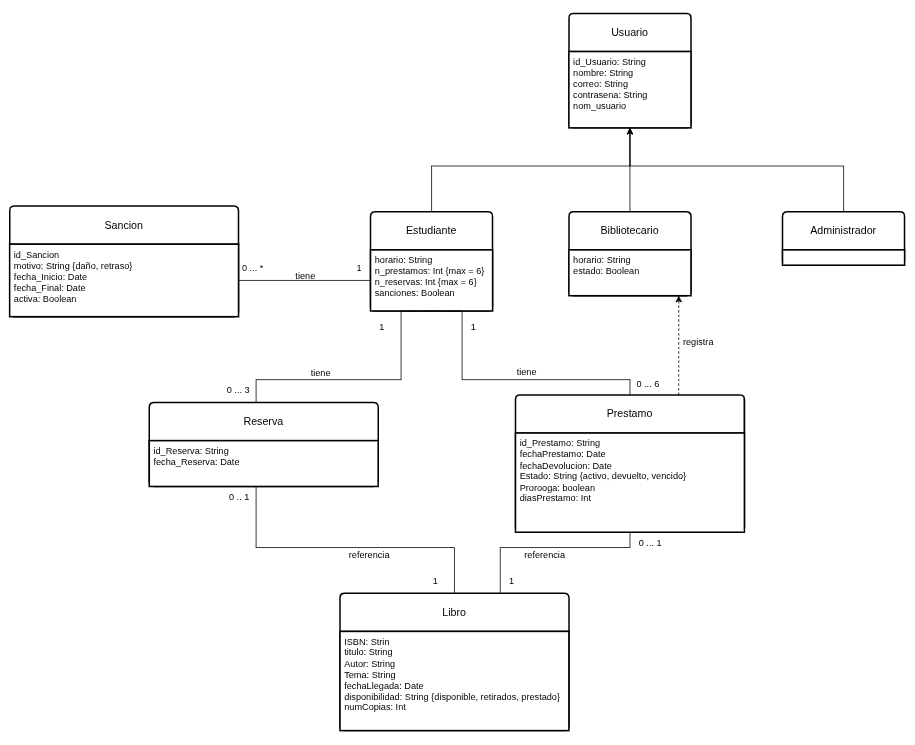 Usuario
id_Usuario: String
nombre: String
correo: String
contrasena: String
nom_usuario
Sancion
id_Sancion
motivo: String {daño, retraso}
fecha_Inicio: Date
fecha_Final: Date
activa: Boolean
0 ... *
tiene
1
Estudiante
horario: String
n_prestamos: Int {max = 6}
n_reservas: Int {max = 6}
sanciones: Boolean
Bibliotecario
horario: String
estado: Boolean
Administrador
1
1
registra
tiene
tiene
0 ... 3
0 ... 6
Reserva
id_Reserva: String
fecha_Reserva: Date
Prestamo
id_Prestamo: String
fechaPrestamo: Date
fechaDevolucion: Date
Estado: String {activo, devuelto, vencido}
Prorooga: boolean
diasPrestamo: Int
0 .. 1
0 ... 1
referencia
referencia
1
1
Libro
ISBN: Strin
titulo: String
Autor: String
Tema: String
fechaLlegada: Date
disponibilidad: String {disponible, retirados, prestado}
numCopias: Int